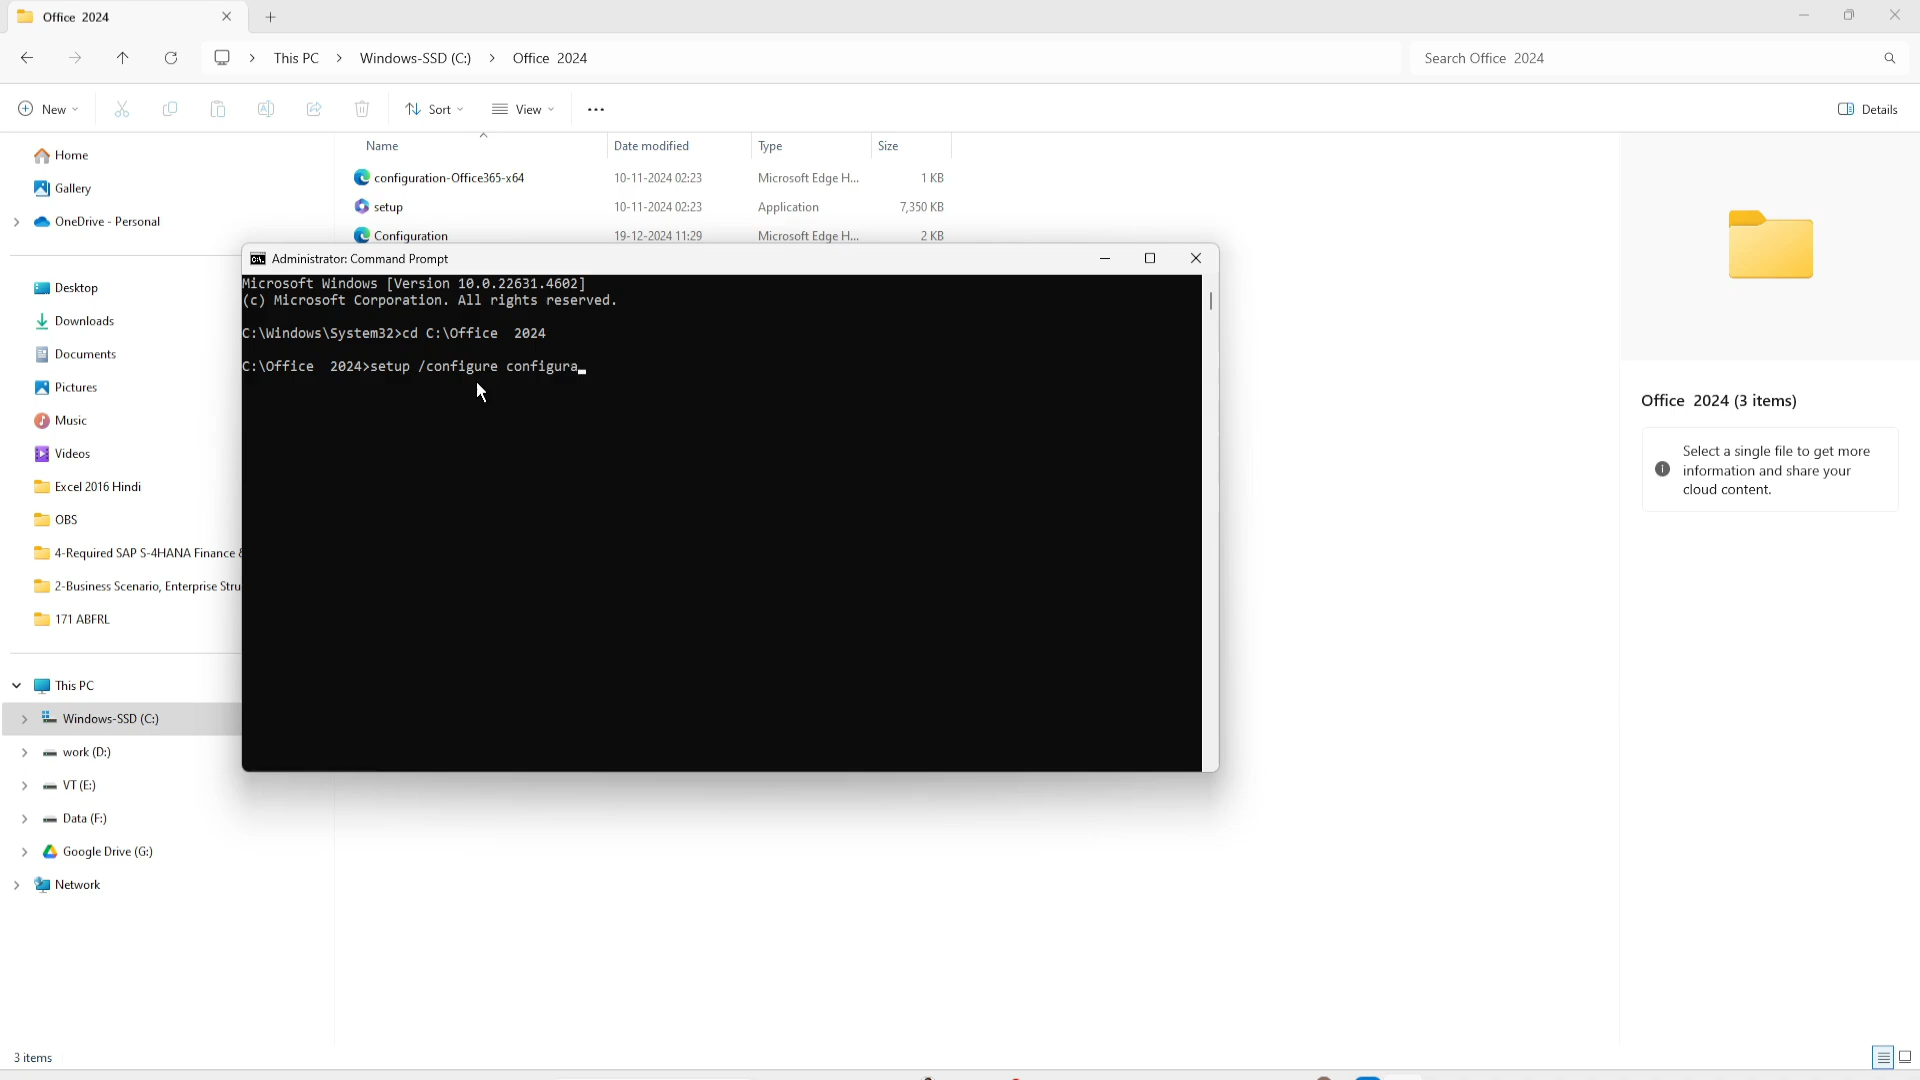 Office 2024
This PC
Windows-SSD (C:)
Office 2024
Search Office 2024
New
Sort
View
Details
Name
Date modified
Type
Size
configuration-Office365-x64
10-11-2024 02:23
Microsoft Edge H...
1 KB
setup
10-11-2024 02:23
Application
7,350 KB
Configuration
19-12-2024 11:29
Microsoft Edge H...
2 KB
Home
Gallery
OneDrive - Personal
Desktop
Downloads
Documents
Pictures
Music
Videos
Excel 2016 Hindi
OBS
4-Required SAP S-4HANA Finance &
2-Business Scenario, Enterprise Stru
171 ABFRL
This PC
Windows-SSD (C:)
work (D:)
VT (E:)
Data (F:)
Google Drive (G:)
Network
Administrator: Command Prompt
Microsoft Windows [Version 10.0.22631.4602]
(c) Microsoft Corporation. All rights reserved.
C:\Windows\System32>cd C:\Office  2024
C:\Office  2024>setup /configure configura_
Office 2024 (3 items)
Select a single file to get more
information and share your
cloud content.
3 items